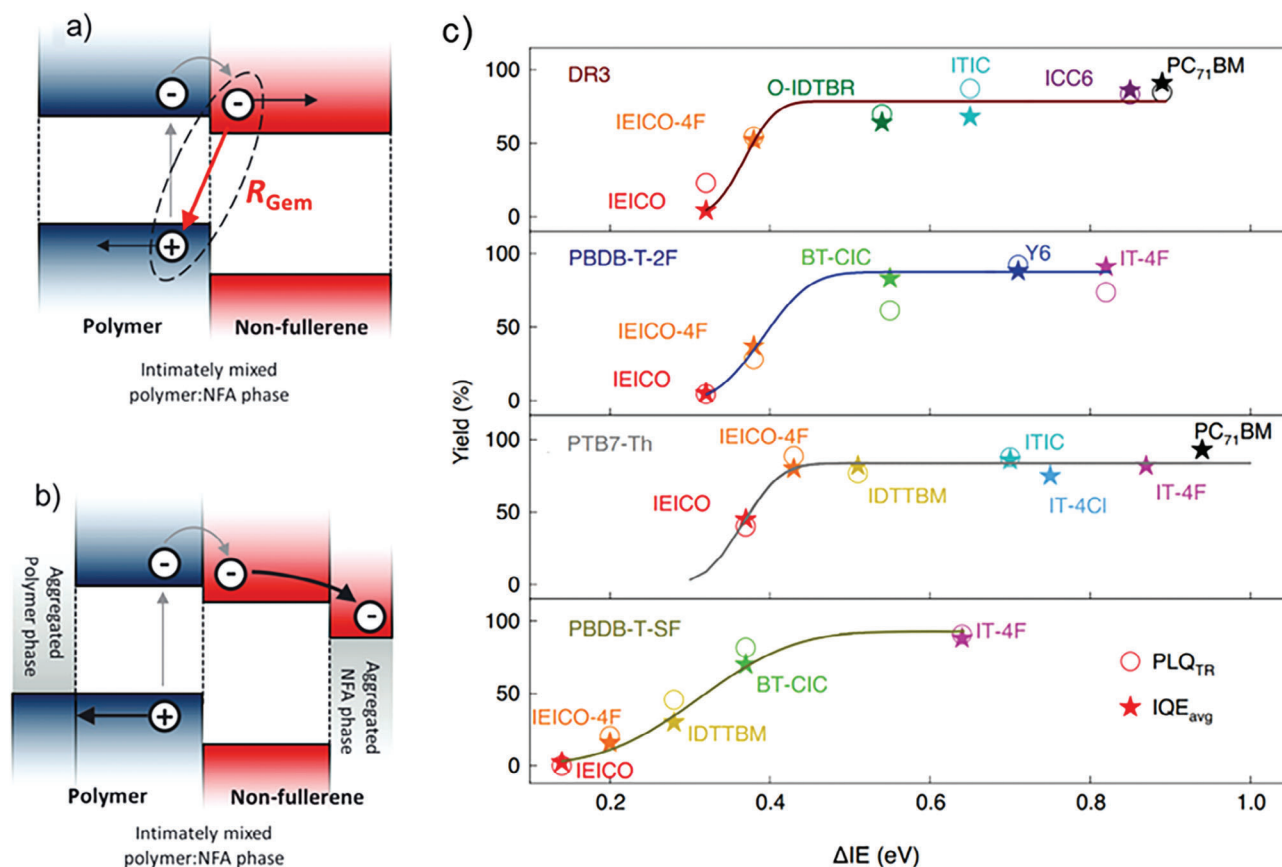 a)
-
-
R_Gem
+
Polymer
Non-fullerene
Intimately mixed
polymer:NFA phase
b)
Aggregated
Polymer phase
-
-
-
+
Aggregated
NFA phase
Polymer
Non-fullerene
Intimately mixed
polymer:NFA phase
c)
Yield (%)
100
50
0
DR3
IEICO
IEICO-4F
O-IDTBR
ITIC
ICC6
PC71BM
100
50
0
PBDB-T-2F
IEICO
IEICO-4F
BT-CIC
Y6
IT-4F
100
50
0
PTB7-Th
IEICO
IEICO-4F
IDTTBM
ITIC
IT-4Cl
IT-4F
PC71BM
100
50
0
PBDB-T-SF
IEICO-4F
IEICO
IDTTBM
BT-CIC
IT-4F
PLQTR
IQEavg
0.2 0.4 0.6 0.8 1.0
ΔIE (eV)